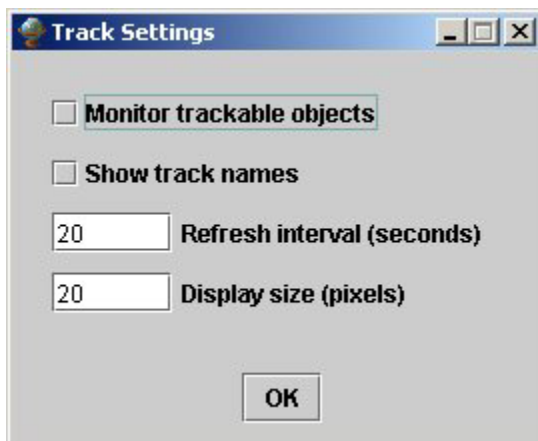 Track Settings
Monitor trackable objects
Show track names
20 Refresh interval (seconds)
20 Display size (pixels)
OK